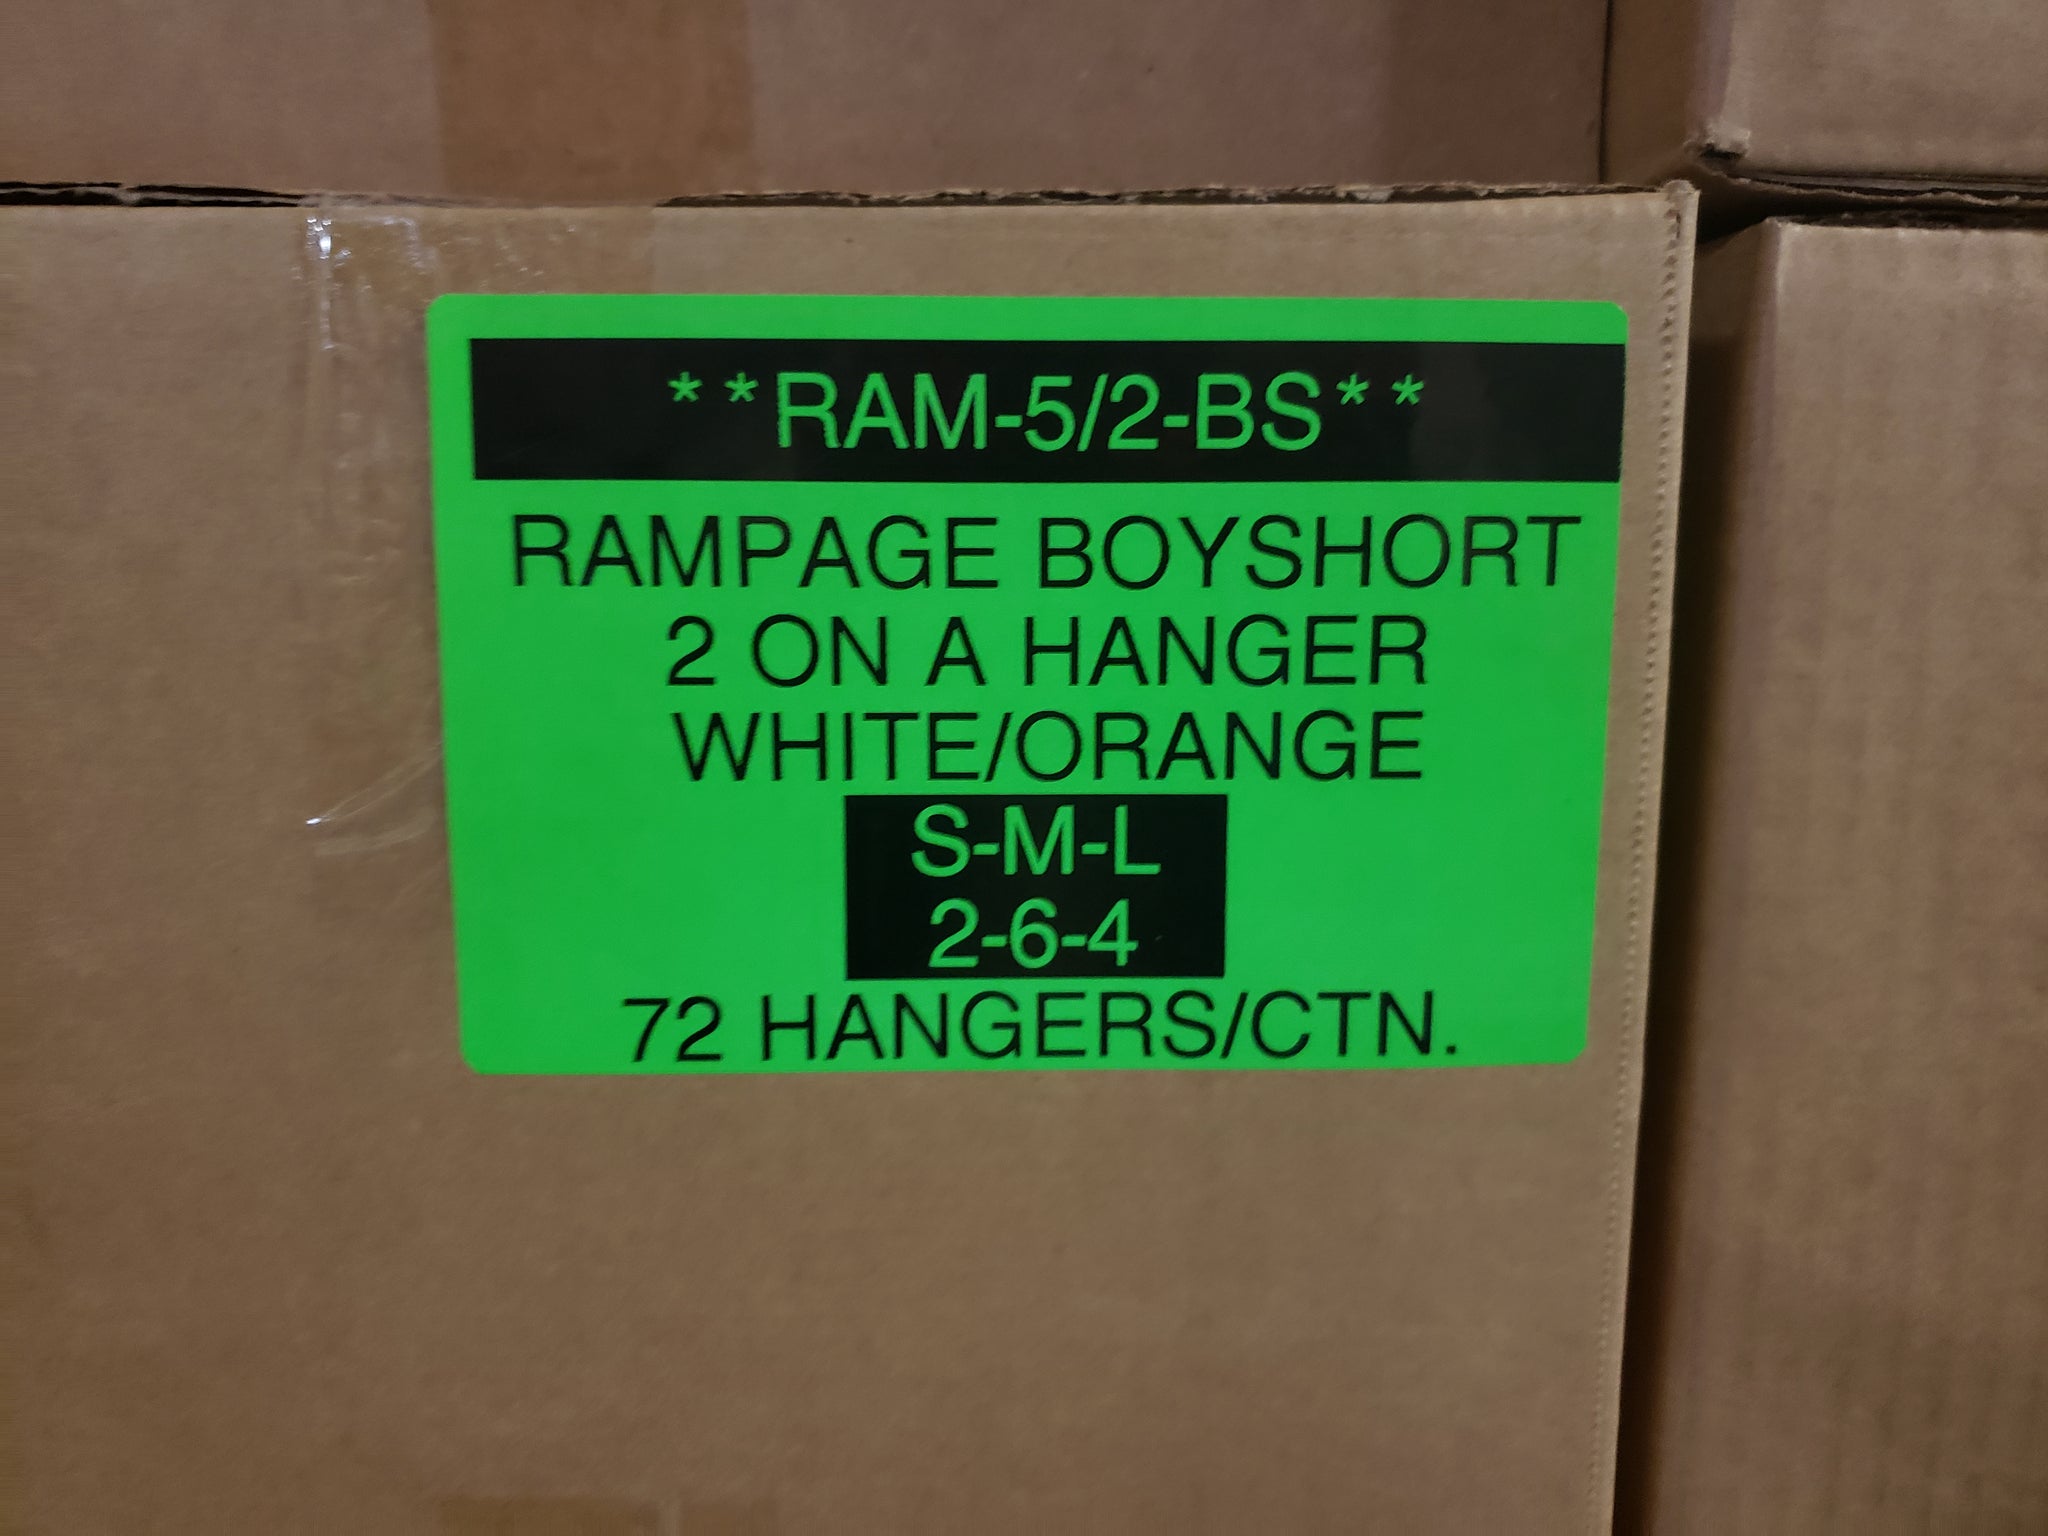 **RAM-5/2-BS**
RAMPAGE BOYSHORT
2 ON A HANGER
WHITE/ORANGE
S-M-L
2-6-4
72 HANGERS/CTN.